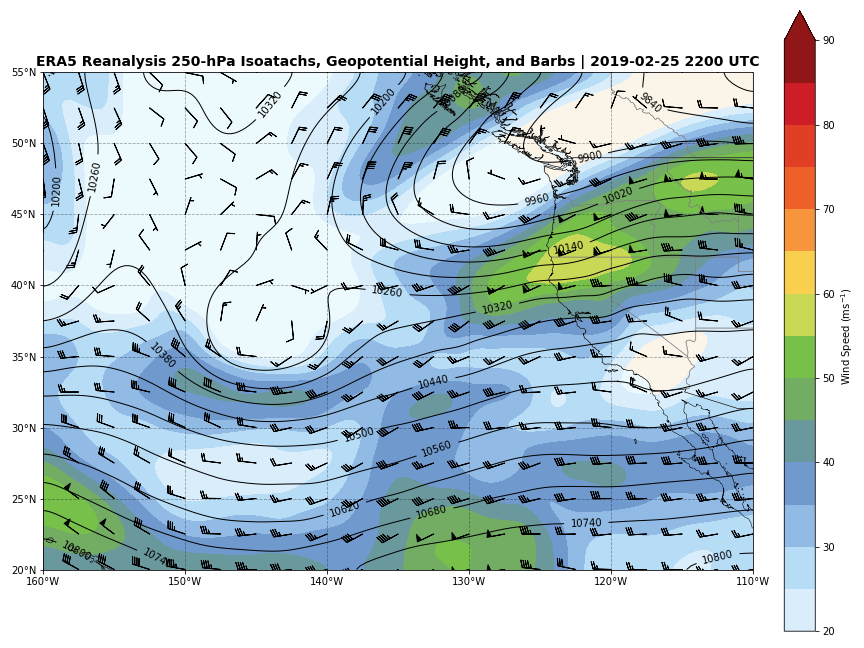 ERA5 Reanalysis 250-hPa Isoatachs, Geopotential Height, and Barbs | 2019-02-25 2200 UTC
55°N
50°N
45°N
40°N
35°N
30°N
25°N
20°N
160°W
150°W
140°W
130°W
120°W
110°W
10320
10200
9840
9900
10260
10200
9960
10020
10140
10260
10320
10380
10440
10500
10560
10620
10680
10740
10800
10740
10800
90
80
70
60
50
40
30
20
Wind Speed (ms⁻¹)